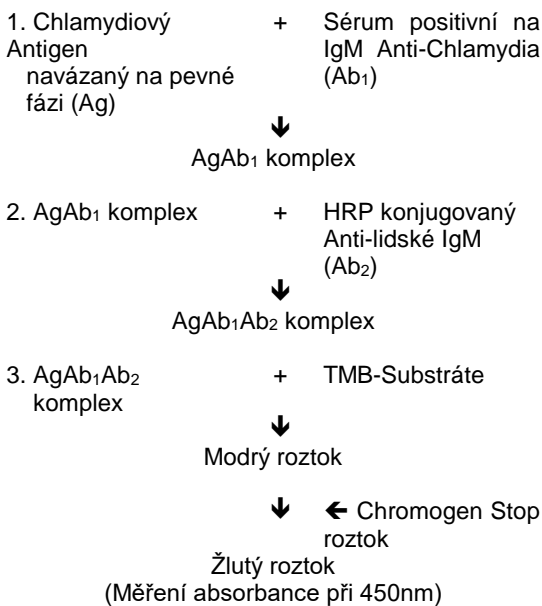 1. Chlamydiový + Sérum positivní na
Antigen IgM Anti-Chlamydia
navázaný na pevné (Ab₁)
fázi (Ag)
🡻
AgAb₁ komplex
2. AgAb₁ komplex + HRP konjugovaný
Anti-lidské IgM
(Ab₂)
🡻
AgAb₁Ab₂ komplex
3. AgAb₁Ab₂ + TMB-Substráte
komplex
🡻
Modrý roztok
🡻 🡸 Chromogen Stop
roztok
Žlutý roztok
(Měření absorbance při 450nm)